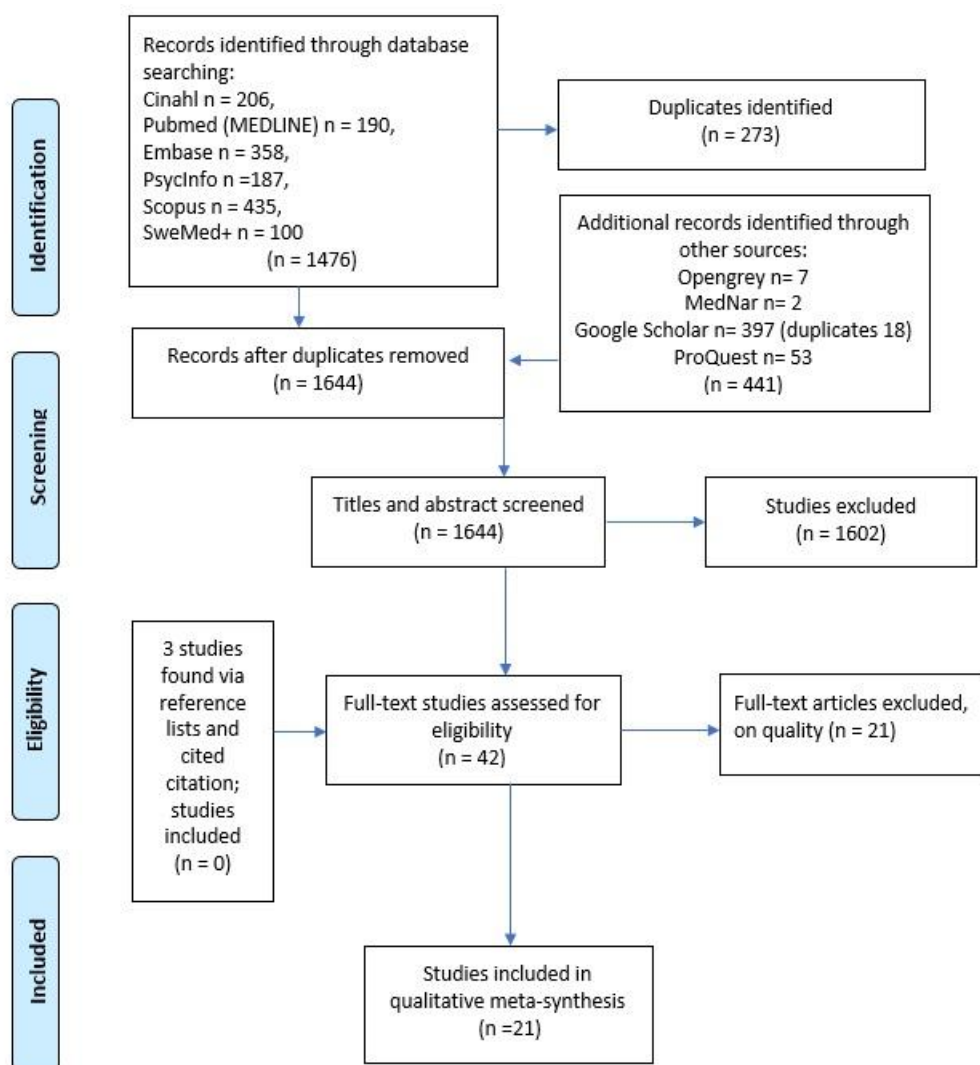 Identification
Records identified through database
searching:
Cinahl n = 206,
Pubmed (MEDLINE) n = 190,
Embase n = 358,
PsycInfo n =187,
Scopus n = 435,
SweMed+ n = 100
(n = 1476)
Duplicates identified
(n = 273)
Additional records identified through
other sources:
Opengrey n= 7
MedNar n= 2
Google Scholar n= 397 (duplicates 18)
ProQuest n= 53
(n = 441)
Screening
Records after duplicates removed
(n = 1644)
Titles and abstract screened
(n = 1644)
Studies excluded
(n = 1602)
Eligibility
3 studies
found via
reference
lists and
cited
citation;
studies
included
(n = 0)
Full-text studies assessed for
eligibility
(n = 42)
Full-text articles excluded,
on quality (n = 21)
Included
Studies included in
qualitative meta-synthesis
(n =21)